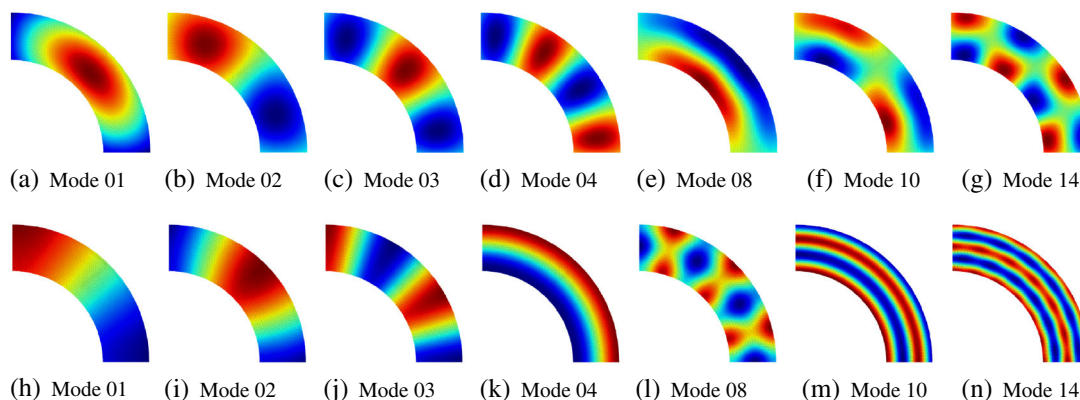 (a) Mode 01 (b) Mode 02 (c) Mode 03 (d) Mode 04 (e) Mode 08 (f) Mode 10 (g) Mode 14
(h) Mode 01 (i) Mode 02 (j) Mode 03 (k) Mode 04 (l) Mode 08 (m) Mode 10 (n) Mode 14